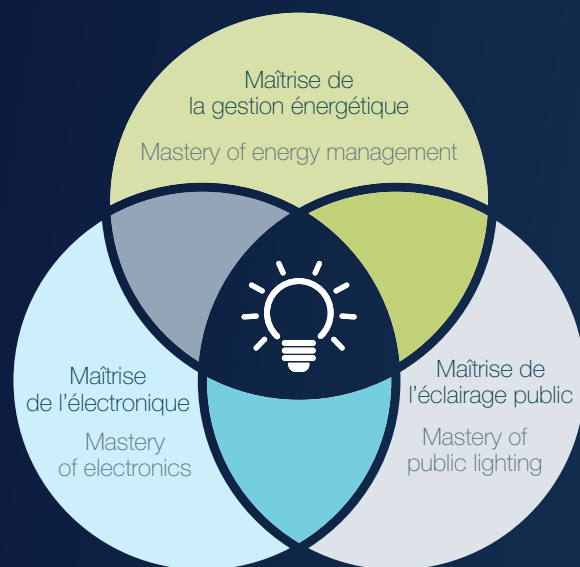 Maîtrise de
la gestion énergétique
Mastery of energy management
Maîtrise
de l’électronique
Mastery
of electronics
Maîtrise de
l’éclairage public
Mastery of
public lighting